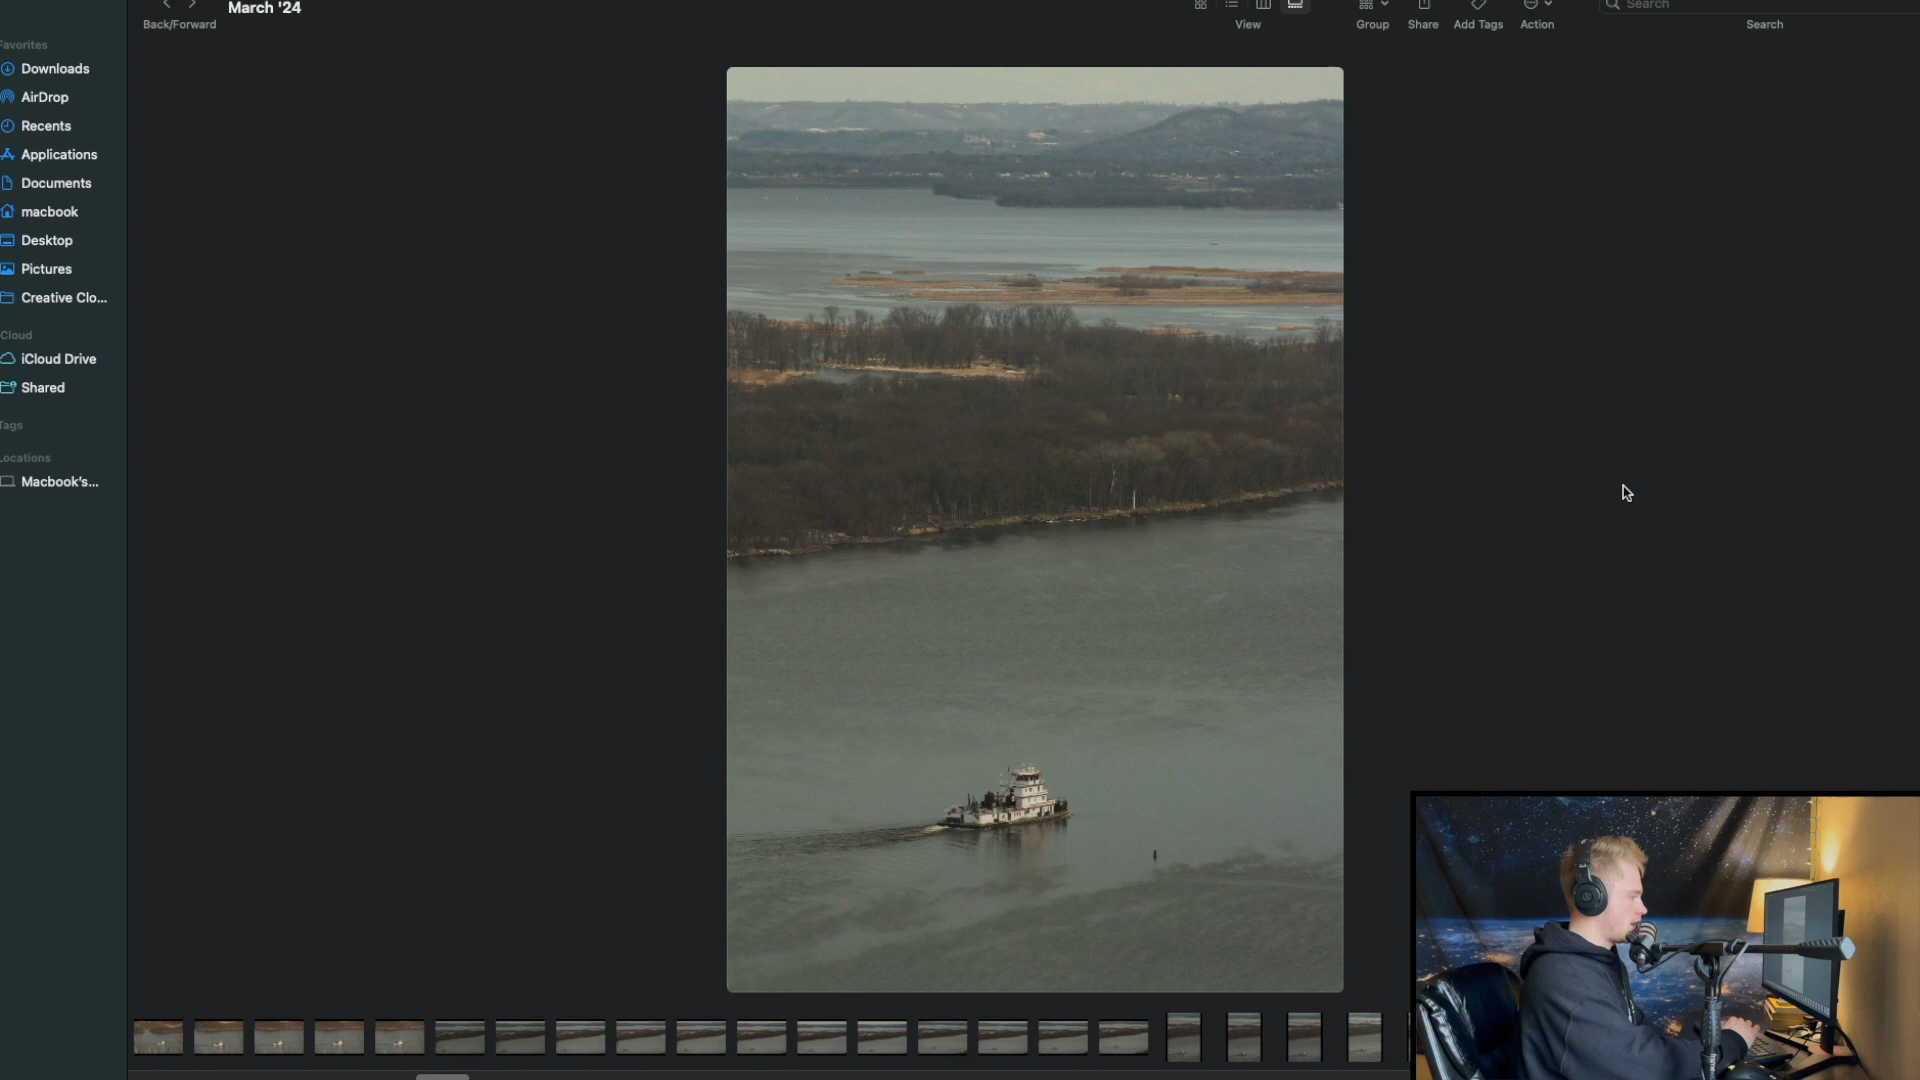 March '24
Back/Forward
View
Group
Share
Add Tags
Action
Search
Search
Favorites
Downloads
AirDrop
Recents
Applications
Documents
macbook
Desktop
Pictures
Creative Clo...
Cloud
iCloud Drive
Shared
Tags
Locations
Macbook's...